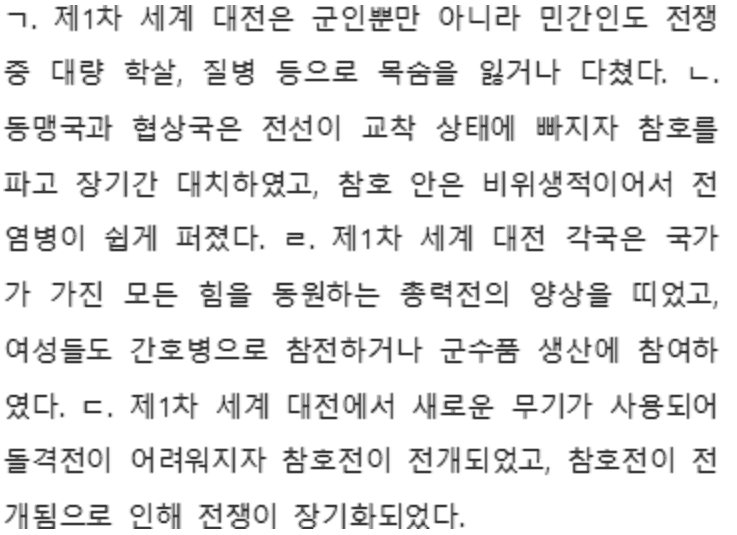 ㄱ. 제1차 세계 대전은 군인뿐만 아니라 민간인도 전쟁
중 대량 학살, 질병 등으로 목숨을 잃거나 다쳤다. ㄴ.
동맹국과 협상국은 전선이 교착 상태에 빠지자 참호를
파고 장기간 대치하였고, 참호 안은 비위생적이어서 전
염병이 쉽게 퍼졌다. ㄹ. 제1차 세계 대전 각국은 국가
가 가진 모든 힘을 동원하는 총력전의 양상을 띠었고,
여성들도 간호병으로 참전하거나 군수품 생산에 참여하
였다. ㄷ. 제1차 세계 대전에서 새로운 무기가 사용되어
돌격전이 어려워지자 참호전이 전개되었고, 참호전이 전
개됨으로 인해 전쟁이 장기화되었다.